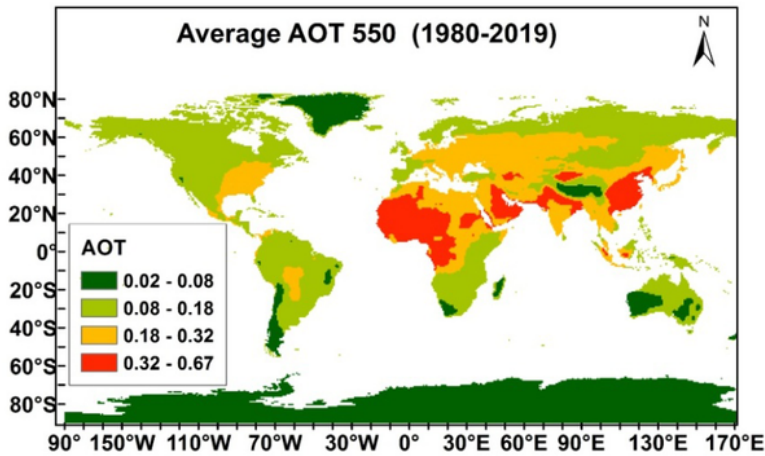 Average AOT 550 (1980-2019)
N
80°N
60°N
40°N
20°N
0°
20°S
40°S
60°S
80°S
AOT
0.02 - 0.08
0.08 - 0.18
0.18 - 0.32
0.32 - 0.67
90° 150°W 110°W 70°W 30°W 0° 30°E 60°E 90°E 130°E 170°E